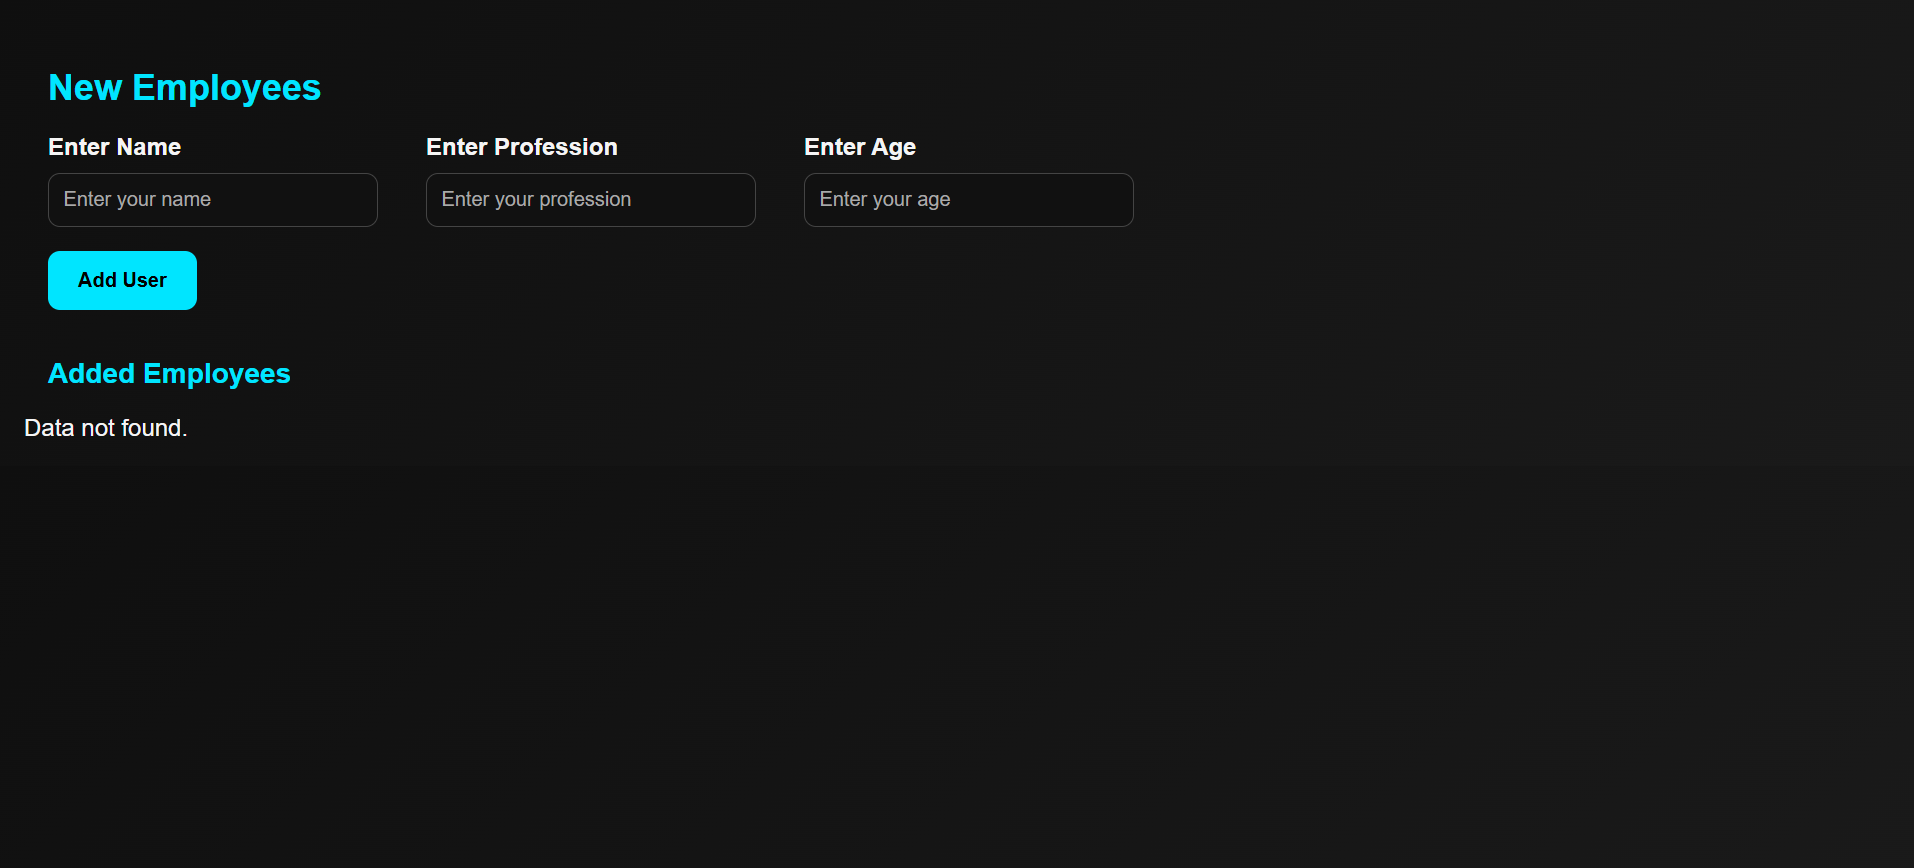 New Employees
Enter Name Enter Profession Enter Age
Enter your name Enter your profession Enter your age
Add User
Added Employees
Data not found.